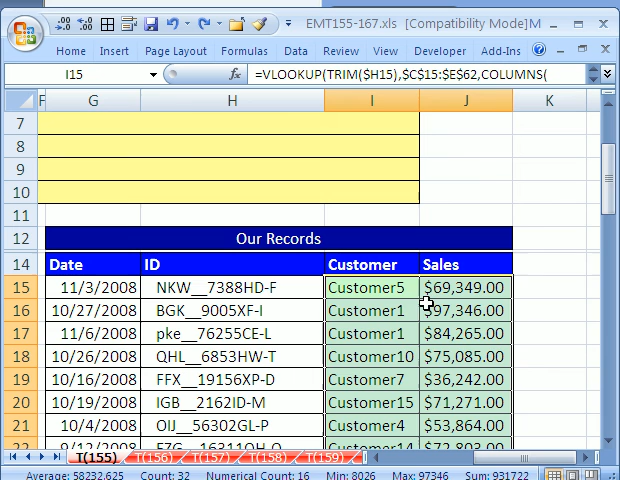 EMT155-167.xls [Compatibility Mode] M
Home Insert Page Layout Formulas Data Review View Developer Add-Ins
I15 fx =VLOOKUP(TRIM($H15),$C$15:$E$62,COLUMNS(
F G H I J K
7
8
9
10
11
12 Our Records
14 Date ID Customer Sales
15 11/3/2008 NKW__7388HD-F Customer5 $69,349.00
16 10/27/2008 BGK__9005XF-I Customer1 $97,346.00
17 11/6/2008 pke__76255CE-L Customer1 $84,265.00
18 10/26/2008 QHL__6853HW-T Customer10 $75,085.00
19 10/16/2008 FFX__19156XP-D Customer7 $36,242.00
20 10/19/2008 IGB__2162ID-M Customer15 $71,271.00
21 10/4/2008 OIJ__56302GL-P Customer4 $53,864.00
22
T(155) T(156) T(157) T(158) T(159)
Average: 58232.625 Count: 32 Numerical Count: 16 Min: 8026 Max: 97346 Sum: 931722